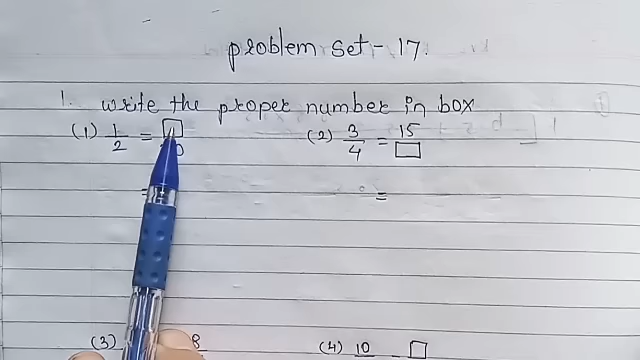 problem set - 17.
1. write the proper number in box
(1) 1/2 = □ (2) 3/4 = 15/□
= =
(3) 8 (4) 10 = □